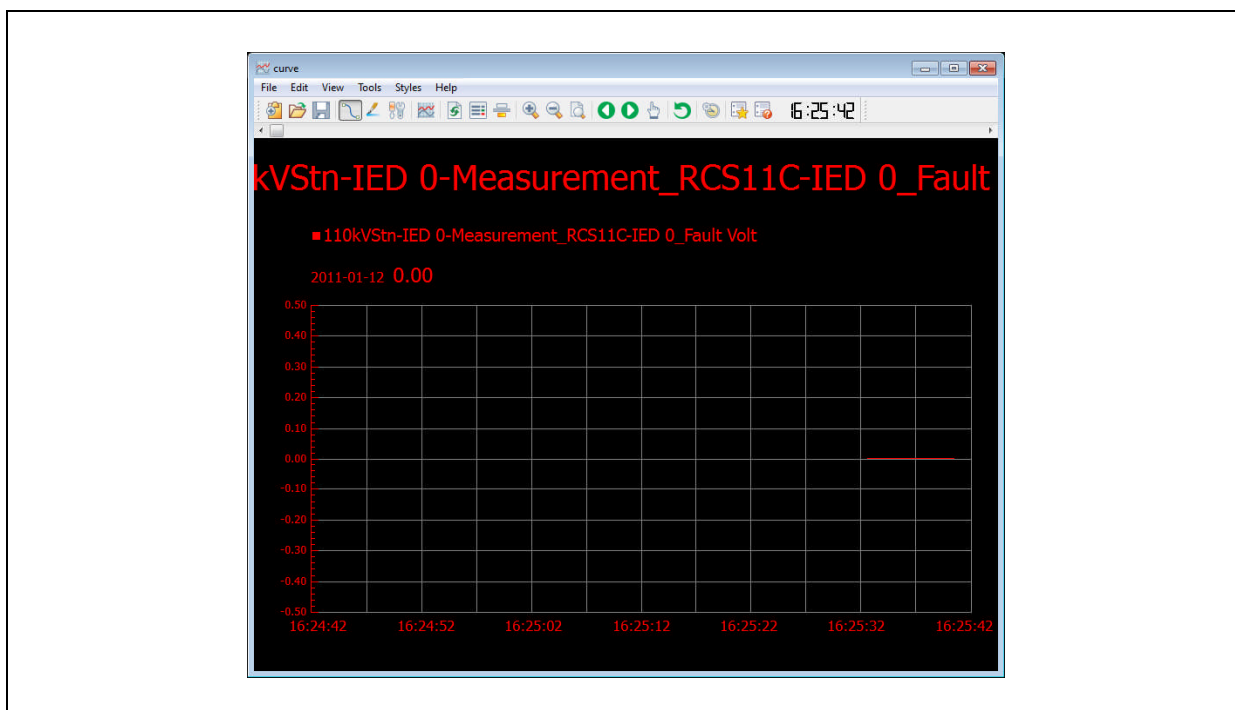 curve
File Edit View Tools Styles Help
16:25:42
kVStn-IED 0-Measurement_RCS11C-IED 0_Fault
110kVStn-IED 0-Measurement_RCS11C-IED 0_Fault Volt
2011-01-12 0.00
0.50
0.40
0.30
0.20
0.10
0.00
-0.10
-0.20
-0.30
-0.40
-0.50
16:24:42 16:24:52 16:25:02 16:25:12 16:25:22 16:25:32 16:25:42